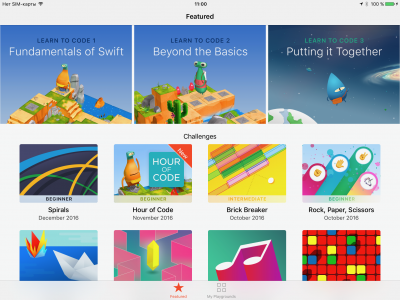 Нет SIM-карты
11:00
100 %
Featured
LEARN TO CODE 1
Fundamentals of Swift
LEARN TO CODE 2
Beyond the Basics
LEARN TO CODE 3
Putting it Together
Challenges
BEGINNER
Spirals
December 2016
New
HOUR
OF
CODE
BEGINNER
Hour of Code
November 2016
INTERMEDIATE
Brick Breaker
October 2016
BEGINNER
Rock, Paper, Scissors
October 2016
Featured
My Playgrounds